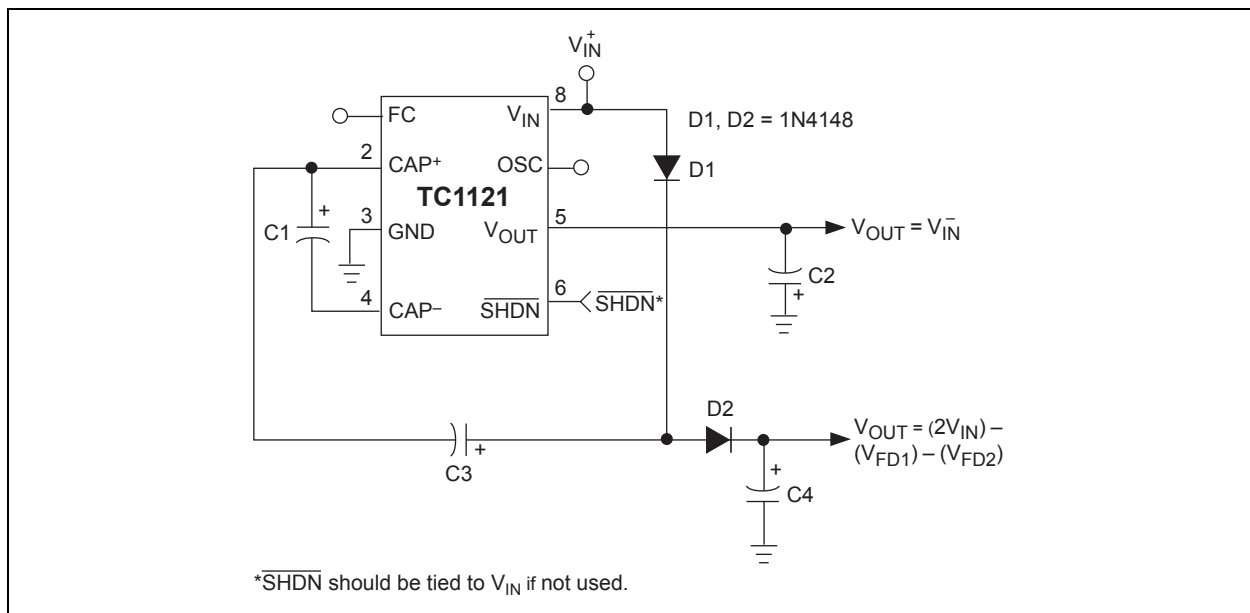 V⁺IN
8
FC
VIN
D1, D2 = 1N4148
2
CAP⁺
OSC
D1
TC1121
C1
+
3
GND
VOUT
5
VOUT = V⁻IN
C2
+
4
CAP⁻
SHDN
6
SHDN*
D2
C3
+
VOUT = (2VIN) –
(VFD1) – (VFD2)
+
C4
*SHDN should be tied to VIN if not used.